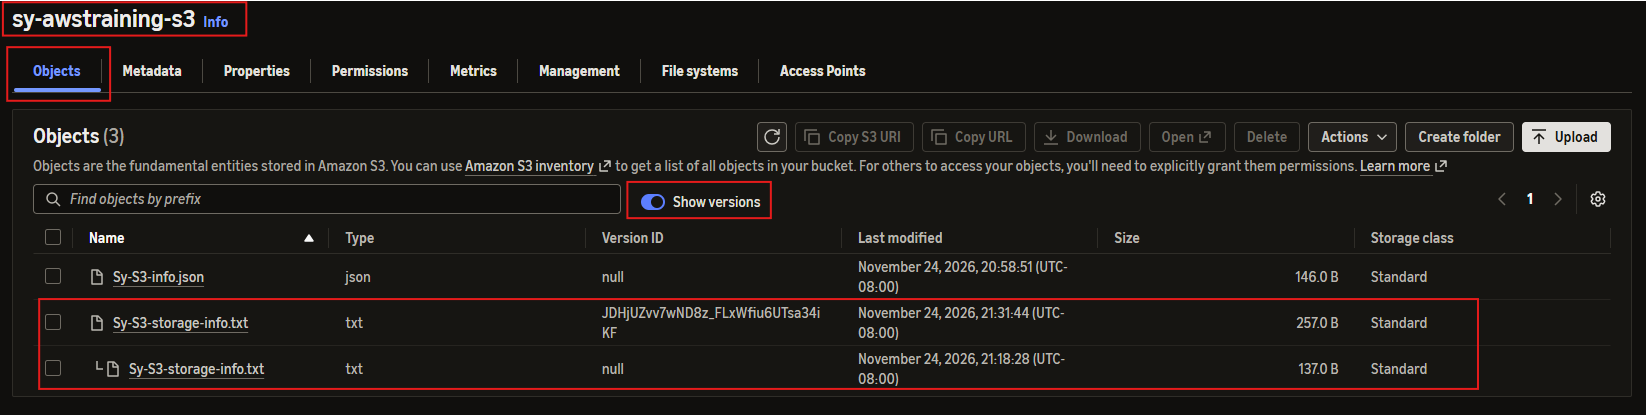 sy-awstraining-s3 Info
Objects Metadata Properties Permissions Metrics Management File systems Access Points
Objects (3) Copy S3 URI Copy URL Download Open Delete Actions Create folder Upload
Objects are the fundamental entities stored in Amazon S3. You can use Amazon S3 inventory to get a list of all objects in your bucket. For others to access your objects, you'll need to explicitly grant them permissions. Learn more
Find objects by prefix Show versions 1
Name Type Version ID Last modified Size Storage class
Sy-S3-info.json json null November 24, 2026, 20:58:51 (UTC-
08:00) 146.0 B Standard
Sy-S3-storage-info.txt txt JDHjUZvv7wND8z_FLxWfiu6UTsa34i
KF November 24, 2026, 21:31:44 (UTC-
08:00) 257.0 B Standard
Sy-S3-storage-info.txt txt null November 24, 2026, 21:18:28 (UTC-
08:00) 137.0 B Standard